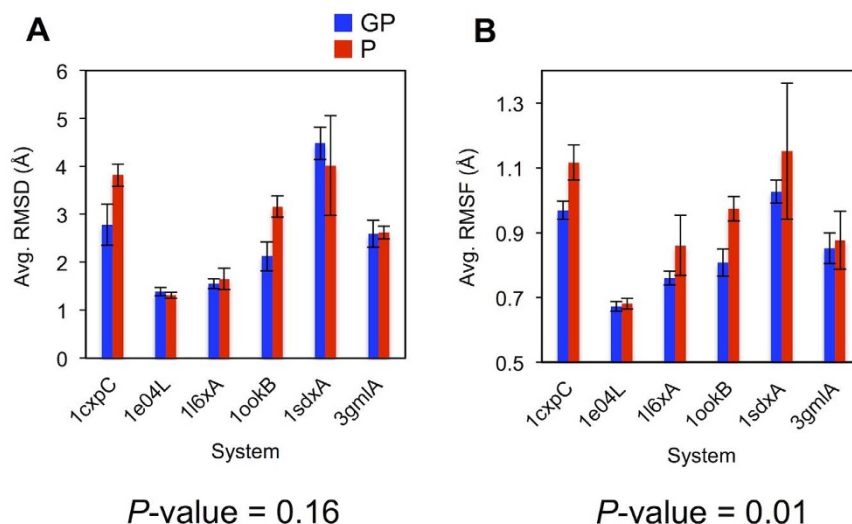 A
GP
P
B
Avg. RMSD (Å)
6
5
4
3
2
1
0
1cxpC
1e04L
1l6xA
1ookB
1sdxA
3gmlA
System
P-value = 0.16
Avg. RMSF (Å)
1.3
1.1
0.9
0.7
0.5
1cxpC
1e04L
1l6xA
1ookB
1sdxA
3gmlA
System
P-value = 0.01